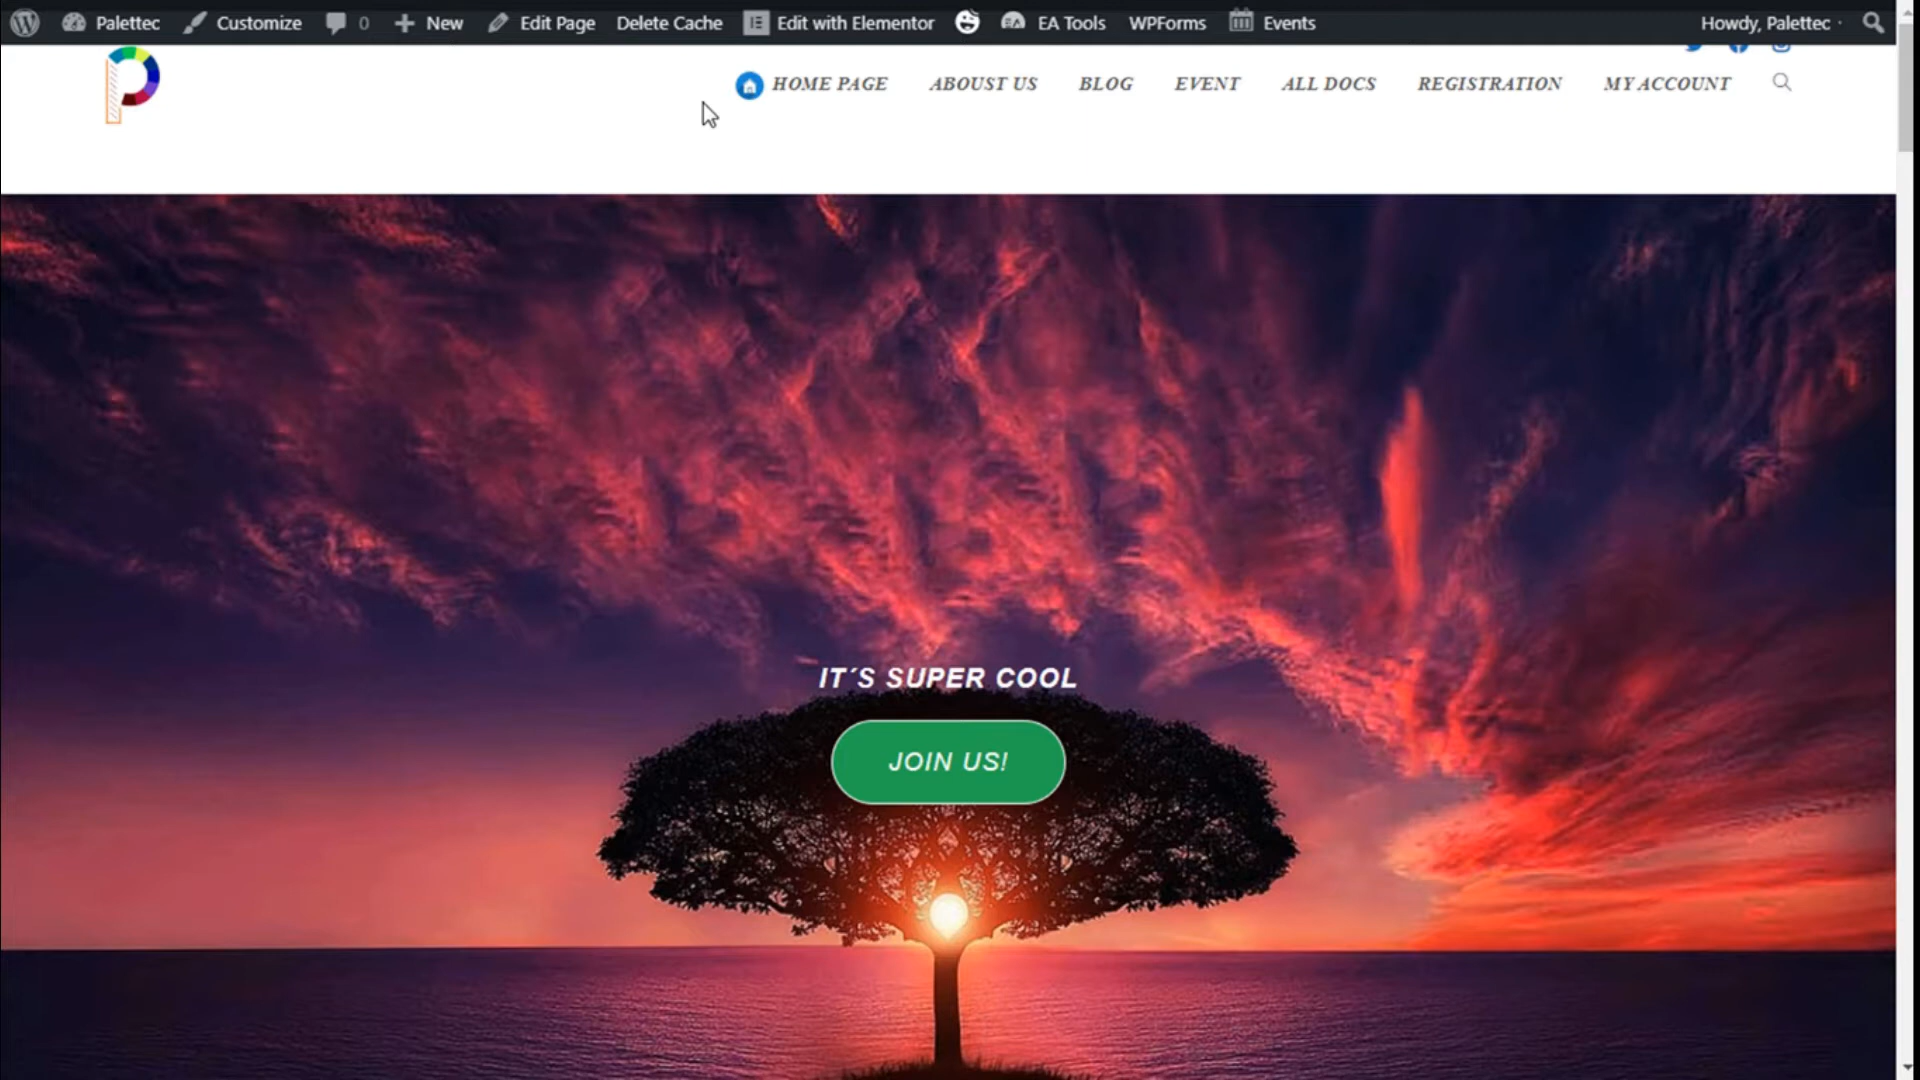 Palettec Customize 0 New Edit Page Delete Cache Edit with Elementor EA EA Tools WPForms Events Howdy, Palettec
HOME PAGE ABOUST US BLOG EVENT ALL DOCS REGISTRATION MY ACCOUNT
IT´S SUPER COOL
JOIN US!